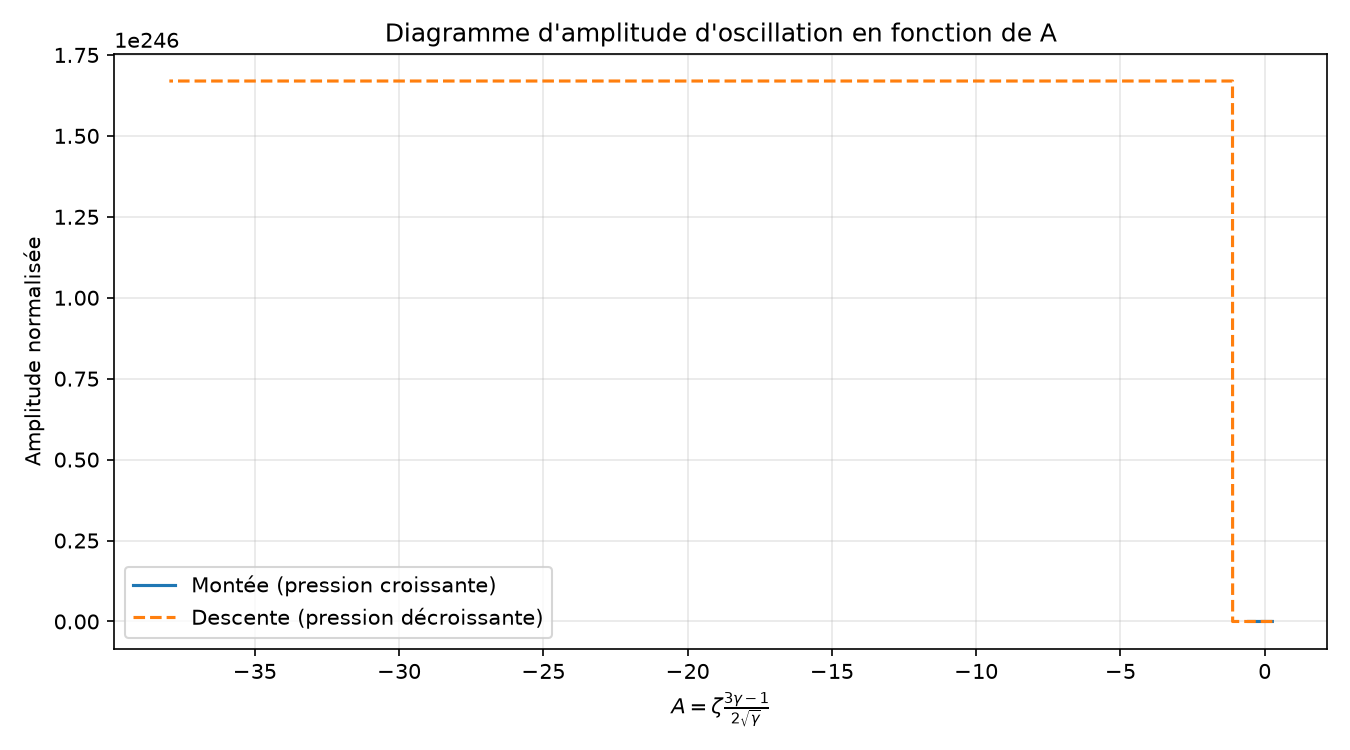 Diagramme d'amplitude d'oscillation en fonction de A
1e246
1.75
1.50
1.25
1.00
0.75
0.50
0.25
0.00
Amplitude normalisée
Montée (pression croissante)
Descente (pression décroissante)
−35 −30 −25 −20 −15 −10 −5 0
A = ζ (3γ − 1)/(2√γ)